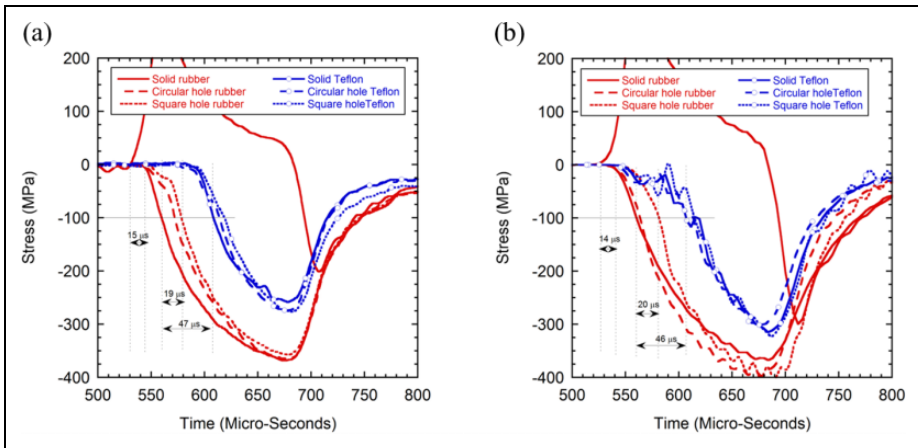 (a)
200
100
0
-100
-200
-300
-400
Stress (MPa)
Solid rubber
Circular hole rubber
Square hole rubber
Solid Teflon
Circular hole Teflon
Square holeTeflon
15 μs
19 μs
47 μs
500 550 600 650 700 750 800
Time (Micro-Seconds)
(b)
200
100
0
-100
-200
-300
-400
Stress (MPa)
Solid rubber
Circular hole rubber
Square hole rubber
Solid Teflon
Circular holeTeflon
Square hole Teflon
14 μs
20 μs
46 μs
500 550 600 650 700 750 800
Time (Micro-Seconds)